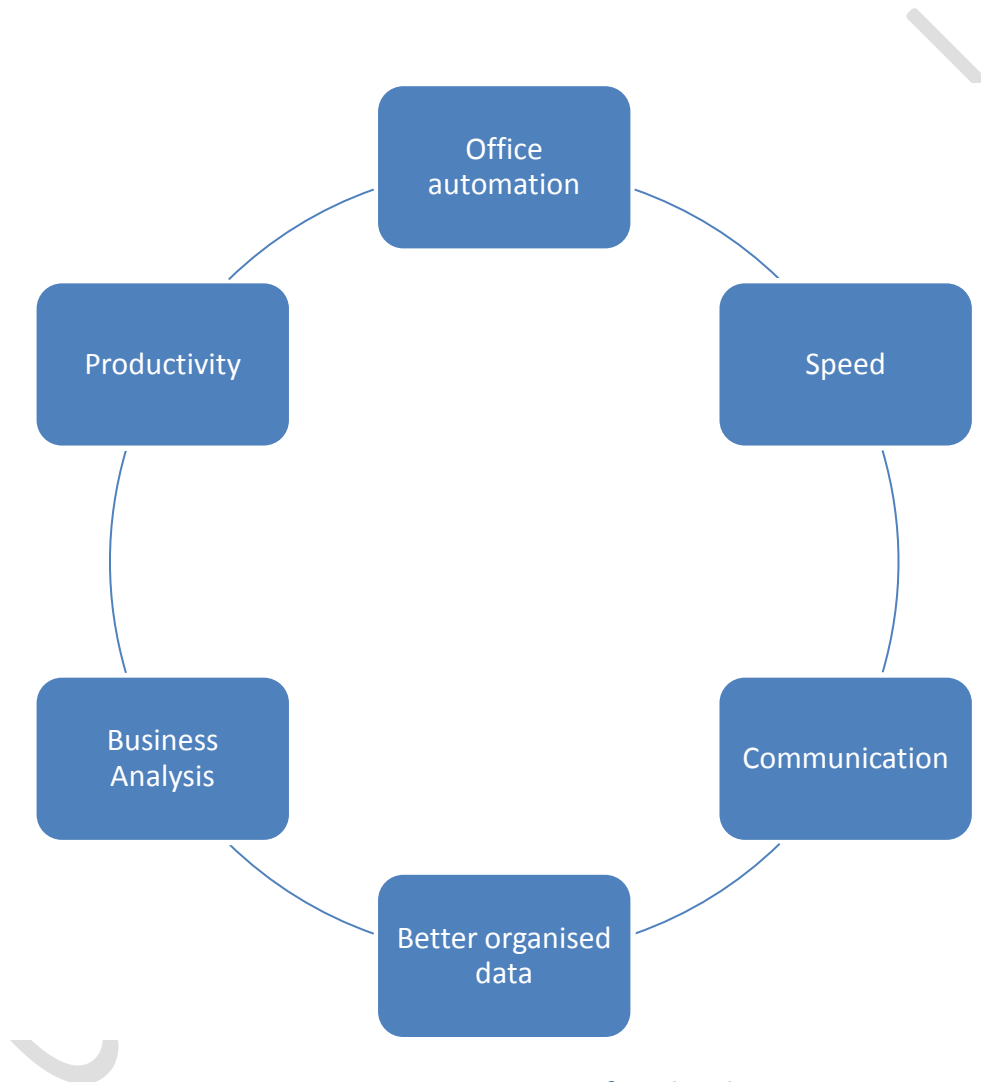 Office
automation
Speed
Communication
Better organised
data
Business
Analysis
Productivity